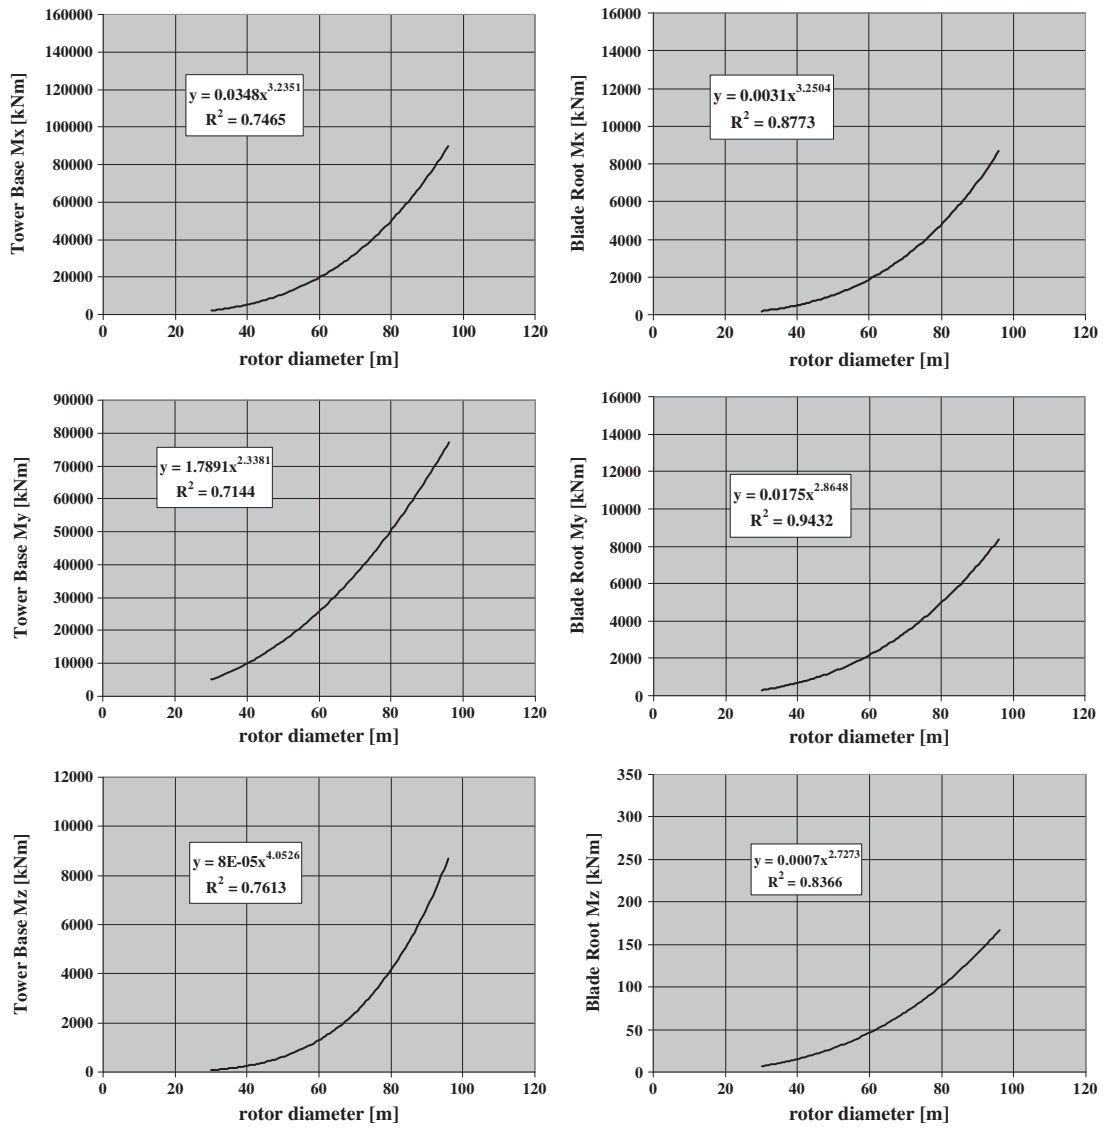 Tower Base Mx [kNm]
160000
140000
120000
100000
80000
60000
40000
20000
0
y = 0.0348x^3.2351
R² = 0.7465
0 20 40 60 80 100 120
rotor diameter [m]
Blade Root Mx [kNm]
16000
14000
12000
10000
8000
6000
4000
2000
0
y = 0.0031x^3.2504
R² = 0.8773
0 20 40 60 80 100 120
rotor diameter [m]
Tower Base My [kNm]
90000
80000
70000
60000
50000
40000
30000
20000
10000
0
y = 1.7891x^2.3381
R² = 0.7144
0 20 40 60 80 100 120
rotor diameter [m]
Blade Root My [kNm]
16000
14000
12000
10000
8000
6000
4000
2000
0
y = 0.0175x^2.8648
R² = 0.9432
0 20 40 60 80 100 120
rotor diameter [m]
Tower Base Mz [kNm]
12000
10000
8000
6000
4000
2000
0
y = 8E-05x^4.0526
R² = 0.7613
0 20 40 60 80 100 120
rotor diameter [m]
Blade Root Mz [kNm]
350
300
250
200
150
100
50
0
y = 0.0007x^2.7273
R² = 0.8366
0 20 40 60 80 100 120
rotor diameter [m]